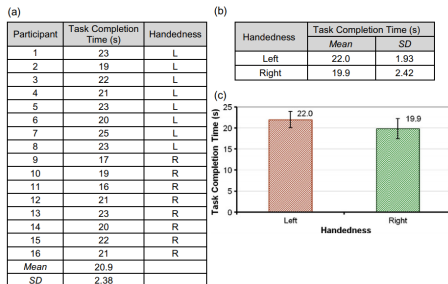 (a)
Participant Task Completion Time (s) Handedness
1 23 L
2 19 L
3 22 L
4 21 L
5 23 L
6 20 L
7 25 L
8 23 L
9 17 R
10 19 R
11 16 R
12 21 R
13 23 R
14 20 R
15 22 R
16 21 R
Mean 20.9
SD 2.38
(b)
Handedness Task Completion Time (s)
Mean SD
Left 22.0 1.93
Right 19.9 2.42
(c)
Task Completion Time (s)
25
20
15
10
5
0
22.0
19.9
Left Right
Handedness